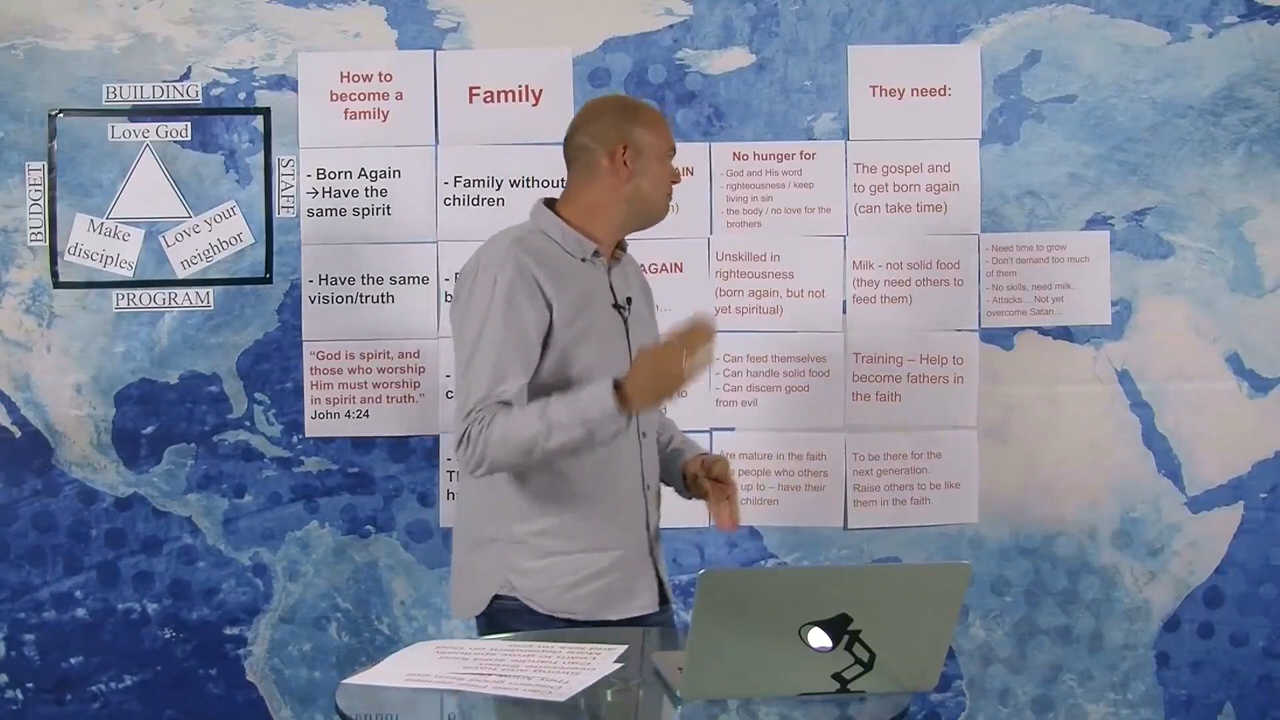 BUILDING
Love God
BUDGET
STAFF
Make
disciples
Love your
neighbor
PROGRAM
How to
become a
family
- Born Again
→Have the
same spirit
- Have the same
vision/truth
“God is spirit, and
those who worship
Him must worship
in spirit and truth.”
John 4:24
Family
- Family without
children
No hunger for
- God and His word
- righteousness / keep
living in sin
- the body / no love for the
brothers
AGAIN
Unskilled in
righteousness
(born again, but not
yet spiritual)
- Can feed themselves
- Can handle solid food
- Can discern good
from evil
mature in the faith
people who others
up to – have their
children
They need:
The gospel and
to get born again
(can take time)
Milk - not solid food
(they need others to
feed them)
Training – Help to
become fathers in
the faith
To be there for the
next generation.
Raise others to be like
them in the faith.
- Need time to grow
- Don't demand too much
of them
- No skills, need milk...
- Attacks... Not yet
overcome Satan...